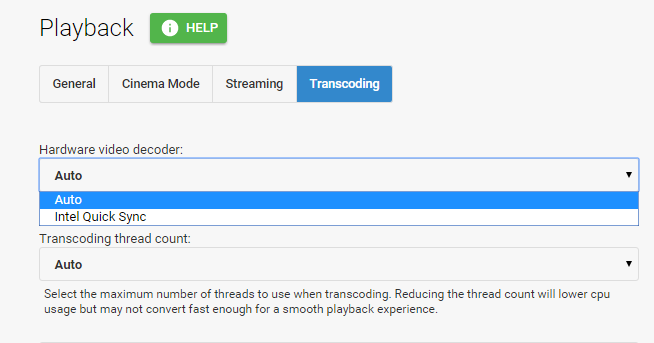 Playback
HELP
General
Cinema Mode
Streaming
Transcoding
Hardware video decoder:
Auto
Auto
Intel Quick Sync
Transcoding thread count:
Auto
Select the maximum number of threads to use when transcoding. Reducing the thread count will lower cpu
usage but may not convert fast enough for a smooth playback experience.